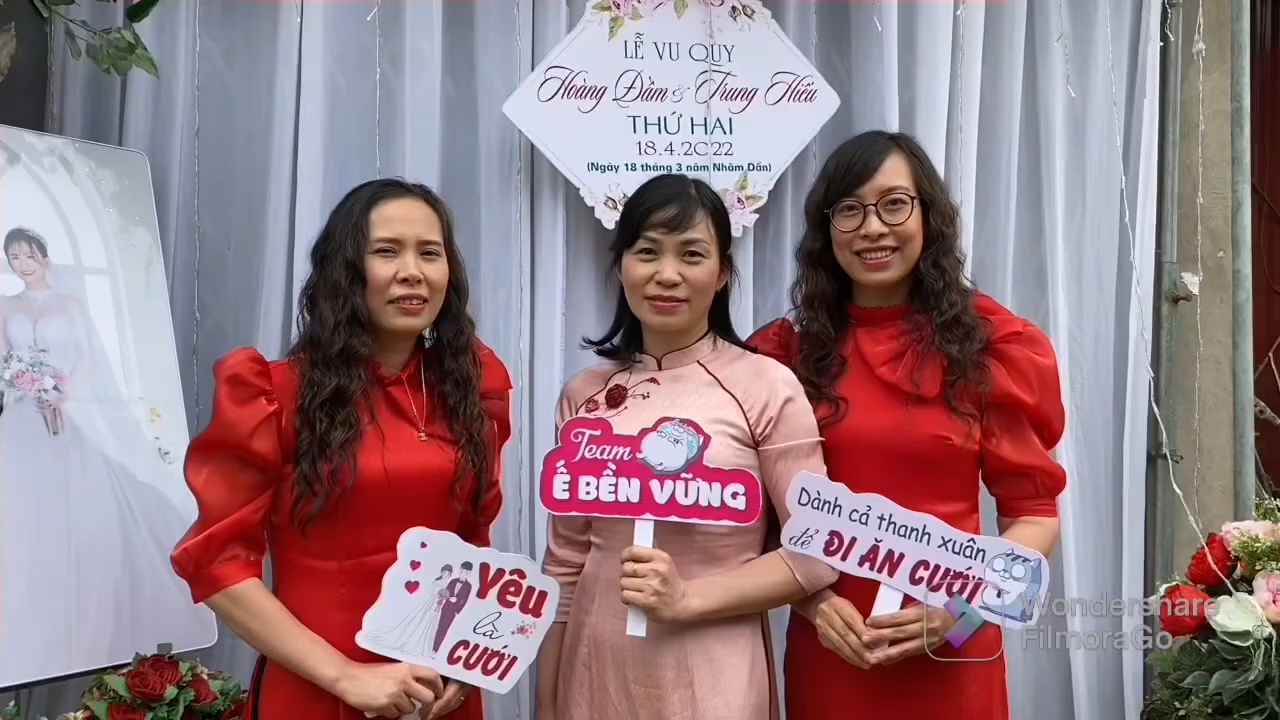 LỄ VU QUY
Hoàng Đầm & Trung Hiếu
THỨ HAI
18.4.2022
(Ngày 18 tháng 3 năm Nhâm Dần)
Team
Ế BỀN VỮNG
Dành cả thanh xuân
để ĐI ĂN CƯỚI
Yêu
là
CƯỚI
Wondershare
FilmoraGo